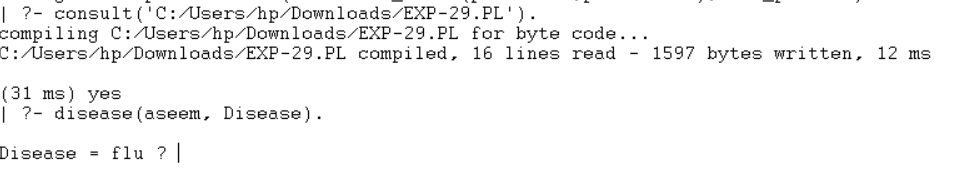 | ?- consult('C:/Users/hp/Downloads/EXP-29.PL').
compiling C:/Users/hp/Downloads/EXP-29.PL for byte code...
C:/Users/hp/Downloads/EXP-29.PL compiled, 16 lines read - 1597 bytes written, 12 ms
(31 ms) yes
| ?- disease(aseem, Disease).
Disease = flu ?